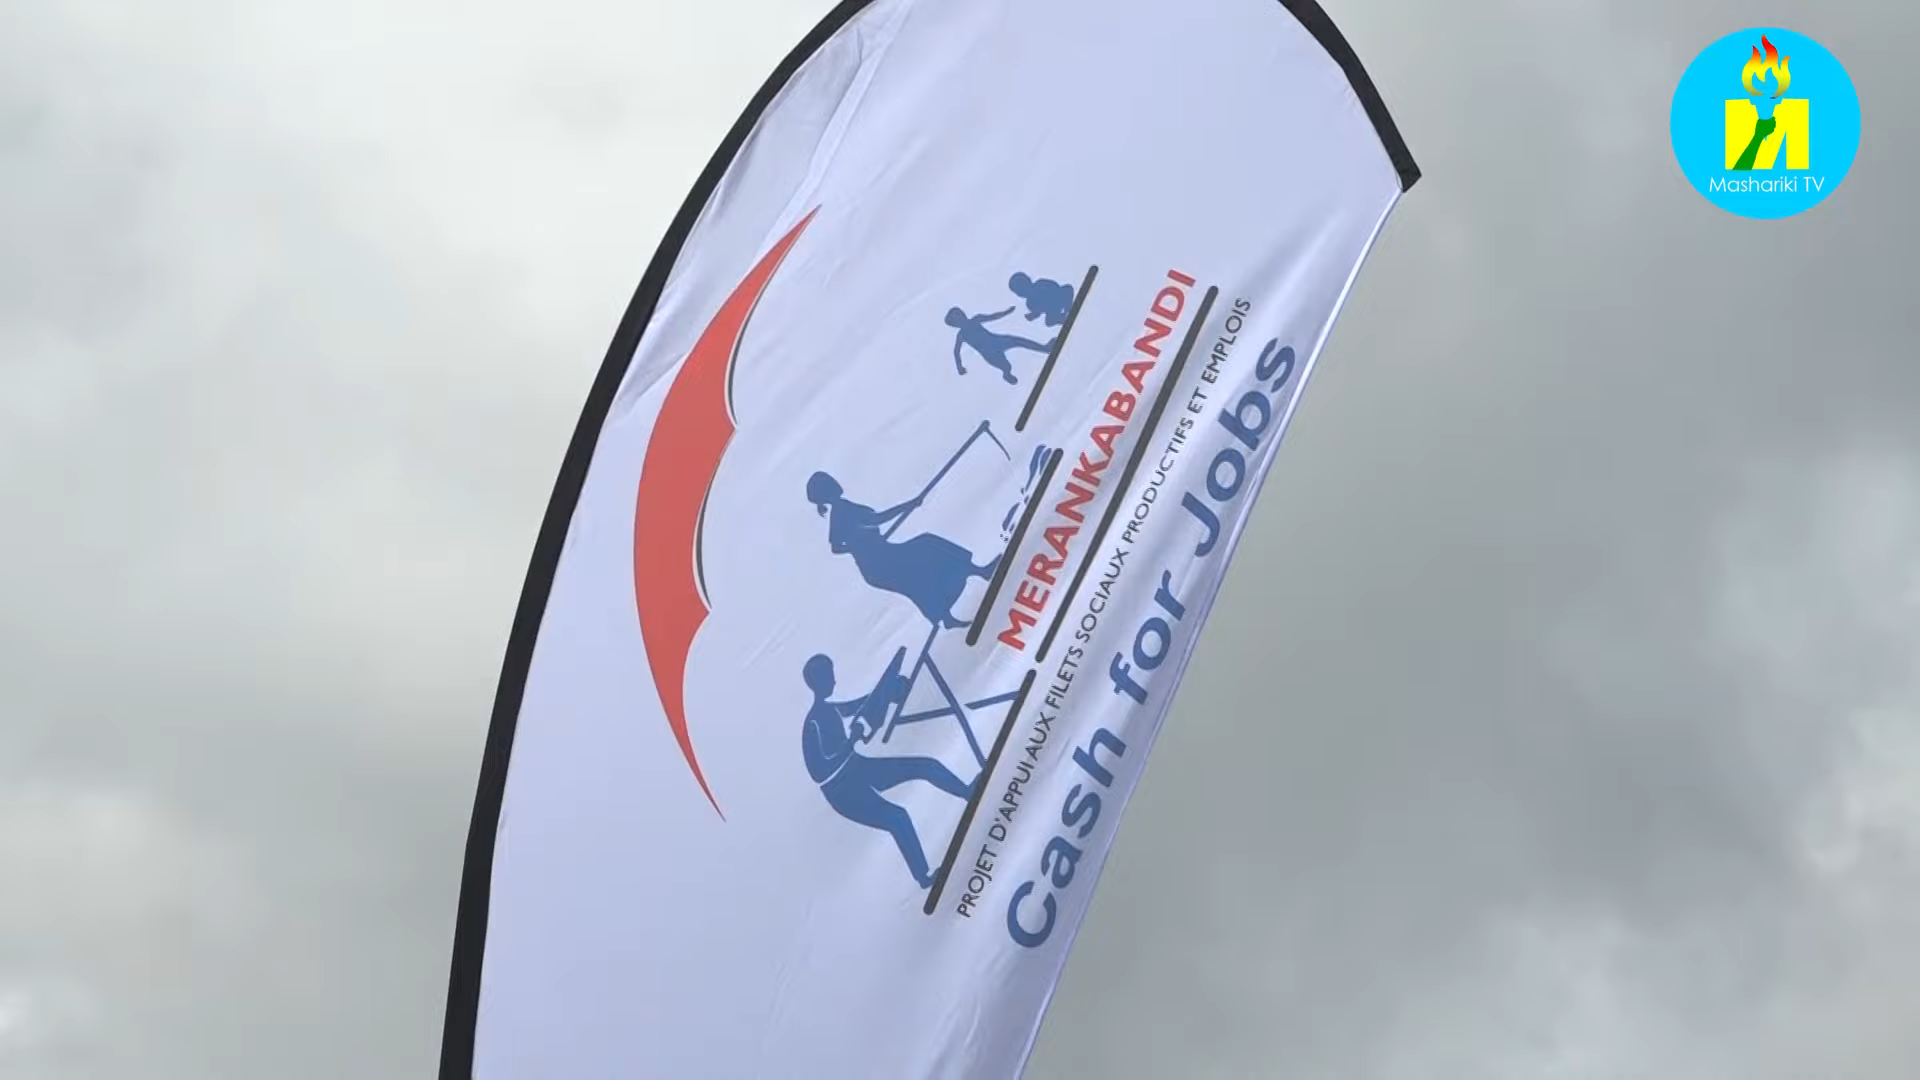 MERANKABANDI
PROJET D'APPUI AUX FILETS SOCIAUX PRODUCTIFS ET EMPLOIS
Cash for Jobs
Mashariki TV